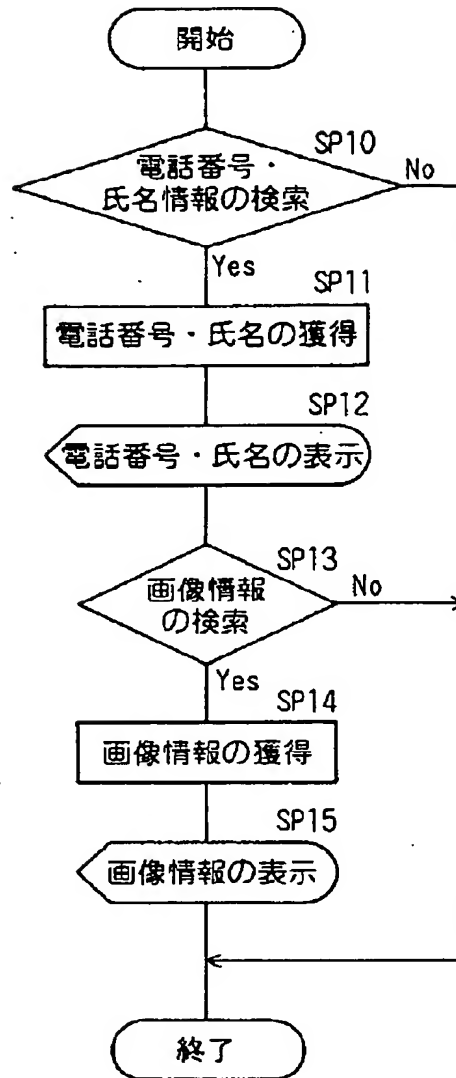 開始
SP10
電話番号・
氏名情報の検索
No
Yes
SP11
電話番号・氏名の獲得
SP12
電話番号・氏名の表示
SP13
画像情報
の検索
No
Yes
SP14
画像情報の獲得
SP15
画像情報の表示
終了